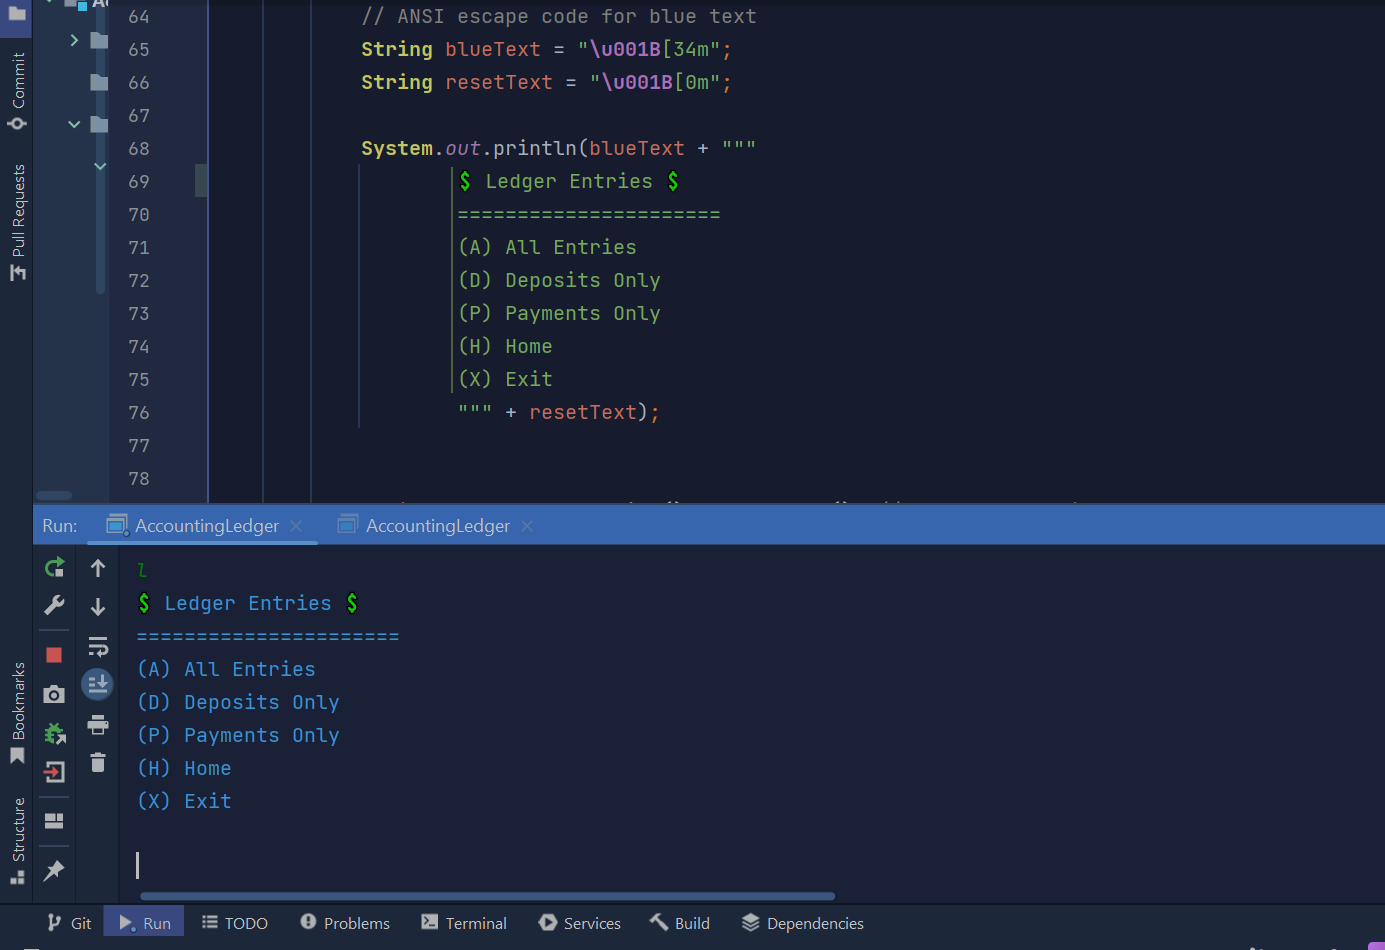 Commit
Pull Requests
64 // ANSI escape code for blue text
65 String blueText = "\u001B[34m";
66 String resetText = "\u001B[0m";
67
68 System.out.println(blueText + """
69 💲 Ledger Entries 💲
70 ======================
71 (A) All Entries
72 (D) Deposits Only
73 (P) Payments Only
74 (H) Home
75 (X) Exit
76 """ + resetText);
77
78
Run: AccountingLedger AccountingLedger
l
💲 Ledger Entries 💲
======================
(A) All Entries
(D) Deposits Only
(P) Payments Only
(H) Home
(X) Exit
Bookmarks
Structure
Git Run TODO Problems Terminal Services Build Dependencies